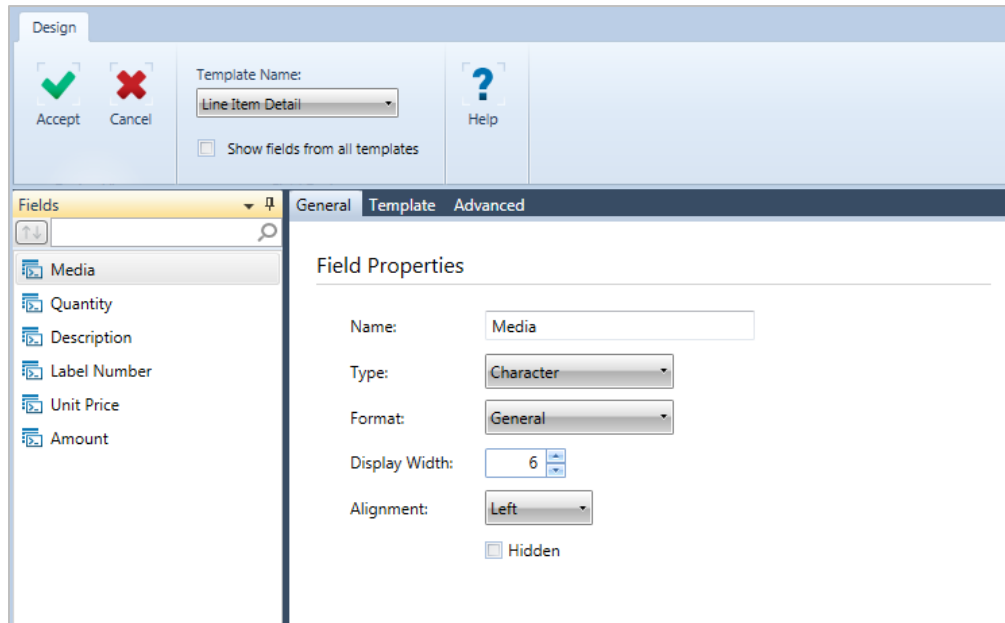 Design
Template Name:
Line Item Detail
Accept Cancel Help
Show fields from all templates
Fields General Template Advanced
Field Properties
Media
Quantity
Description
Label Number
Unit Price
Amount
Name: Media
Type: Character
Format: General
Display Width: 6
Alignment: Left
Hidden